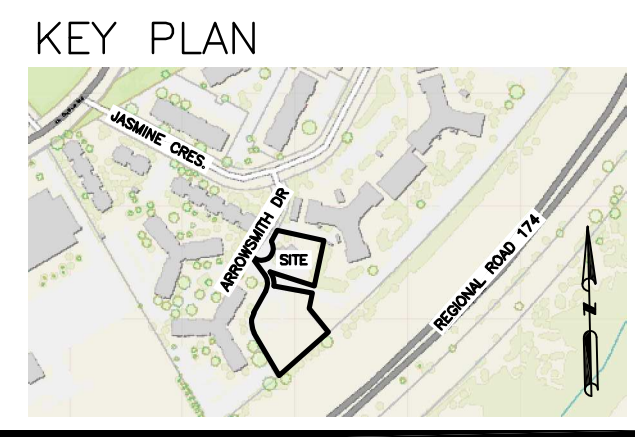 KEY PLAN
JASMINE CRES.
ARROWSMITH DR
SITE
REGIONAL ROAD 174
N